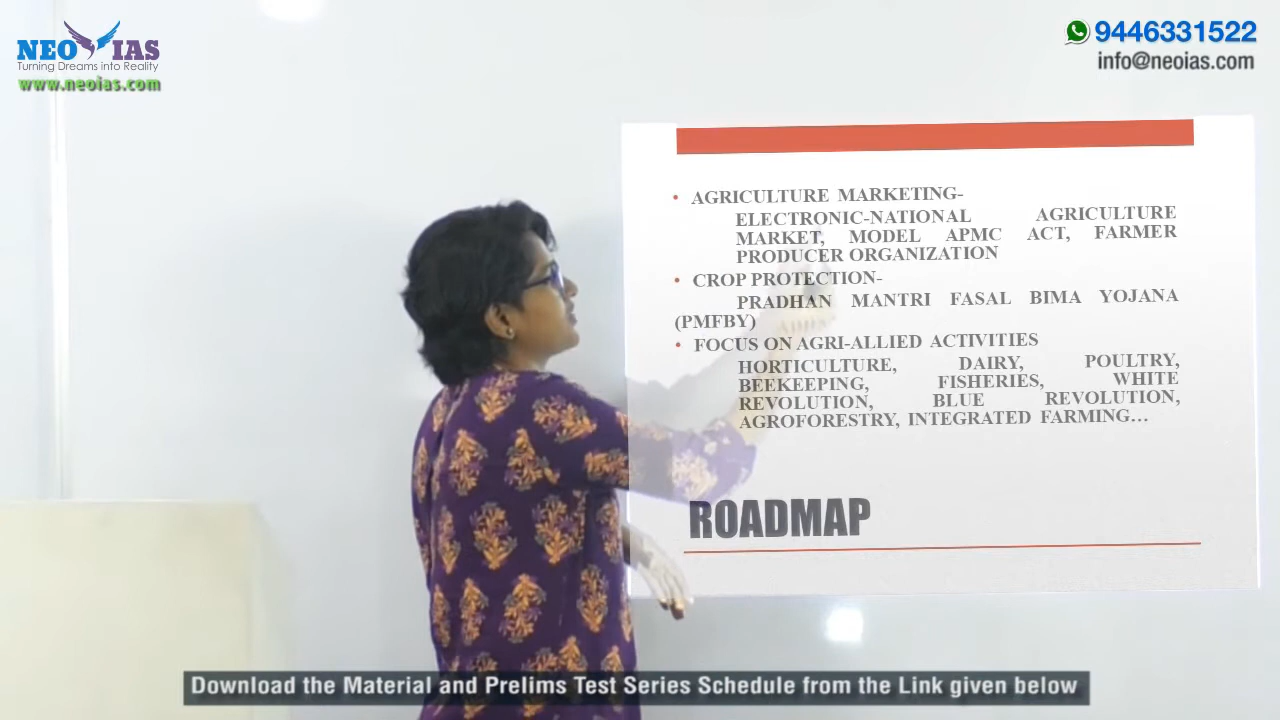 NEO IAS
Turning Dreams into Reality
www.neoias.com
9446331522
info@neoias.com
• AGRICULTURE MARKETING-
ELECTRONIC-NATIONAL AGRICULTURE
MARKET, MODEL APMC ACT, FARMER
PRODUCER ORGANIZATION
• CROP PROTECTION-
PRADHAN MANTRI FASAL BIMA YOJANA
(PMFBY)
• FOCUS ON AGRI-ALLIED ACTIVITIES
HORTICULTURE, DAIRY, POULTRY,
BEEKEEPING, FISHERIES, WHITE
REVOLUTION, BLUE REVOLUTION,
AGROFORESTRY, INTEGRATED FARMING...
ROADMAP
Download the Material and Prelims Test Series Schedule from the Link given below